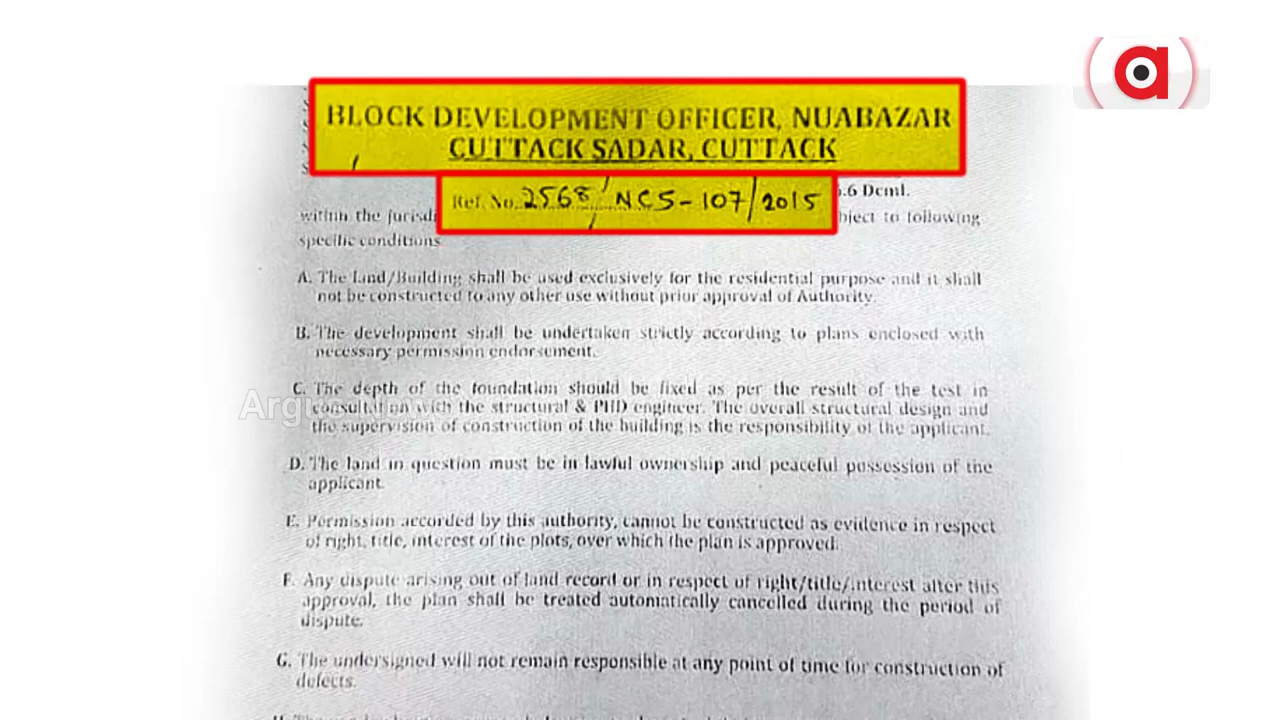 BLOCK DEVELOPMENT OFFICER, NUABAZAR
CUTTACK SADAR, CUTTACK
Ref. No. 2568/NCS-107/2015
.6 Dcml.
within the jurisdi bject to following
specific conditions
A. The land/Building shall be used exclusively for the residential purpose and it shall
not be constructed to any other use without prior approval of Authority.
B. The development shall be undertaken strictly according to plans enclosed with
necessary permission endorsement.
C. The depth of the foundation should be fixed as per the result of the test in
consultation with the structural & PHD engineer. The overall structural design and
the supervision of construction of the building is the responsibility of the applicant.
D. The land in question must be in lawful ownership and peaceful possession of the
applicant.
E. Permission accorded by this authority, cannot be constructed as evidence in respect
of right, title, interest of the plots, over which the plan is approved.
F. Any dispute arising out of land record or in respect of right/title/interest after this
approval, the plan shall be treated automatically cancelled during the period of
dispute.
G. The undersigned will not remain responsible at any point of time for construction of
defects.